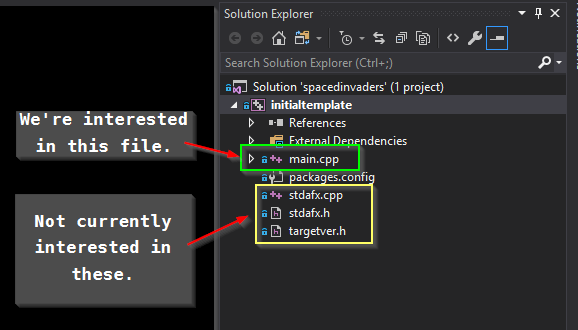 Solution Explorer
Search Solution Explorer (Ctrl+;)
Solution 'spacedinvaders' (1 project)
initialtemplate
References
External Dependencies
We're interested
in this file.
main.cpp
packages.config
Not currently
interested in
these.
stdafx.cpp
stdafx.h
targetver.h